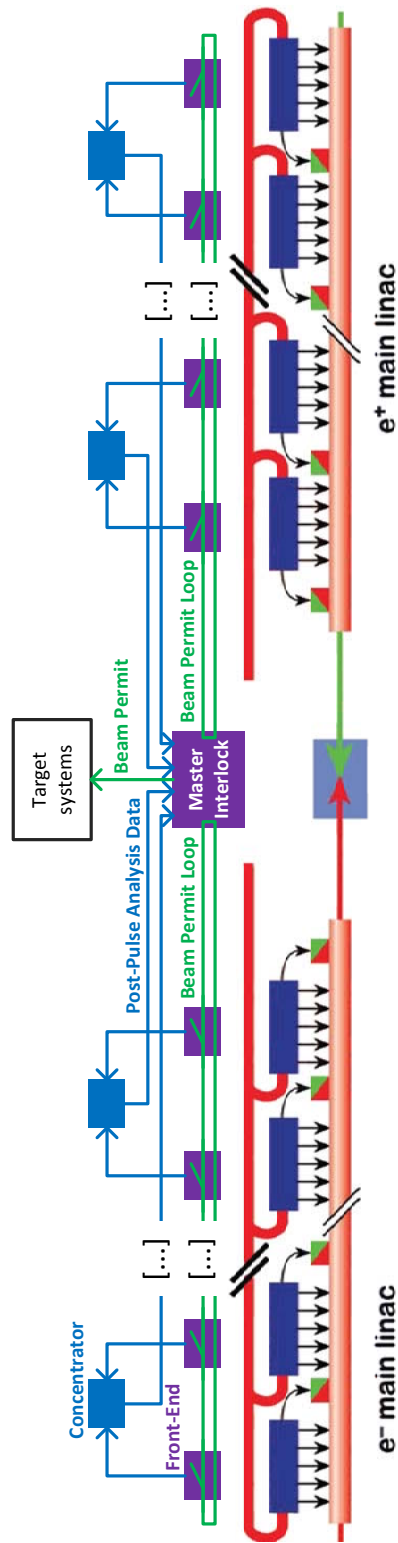 Target
systems
Beam Permit
Post-Pulse Analysis Data
Concentrator
Front-End
Beam Permit Loop
Master
Interlock
Beam Permit Loop
[...]
[...]
[...]
[...]
e⁻ main linac
e⁺ main linac